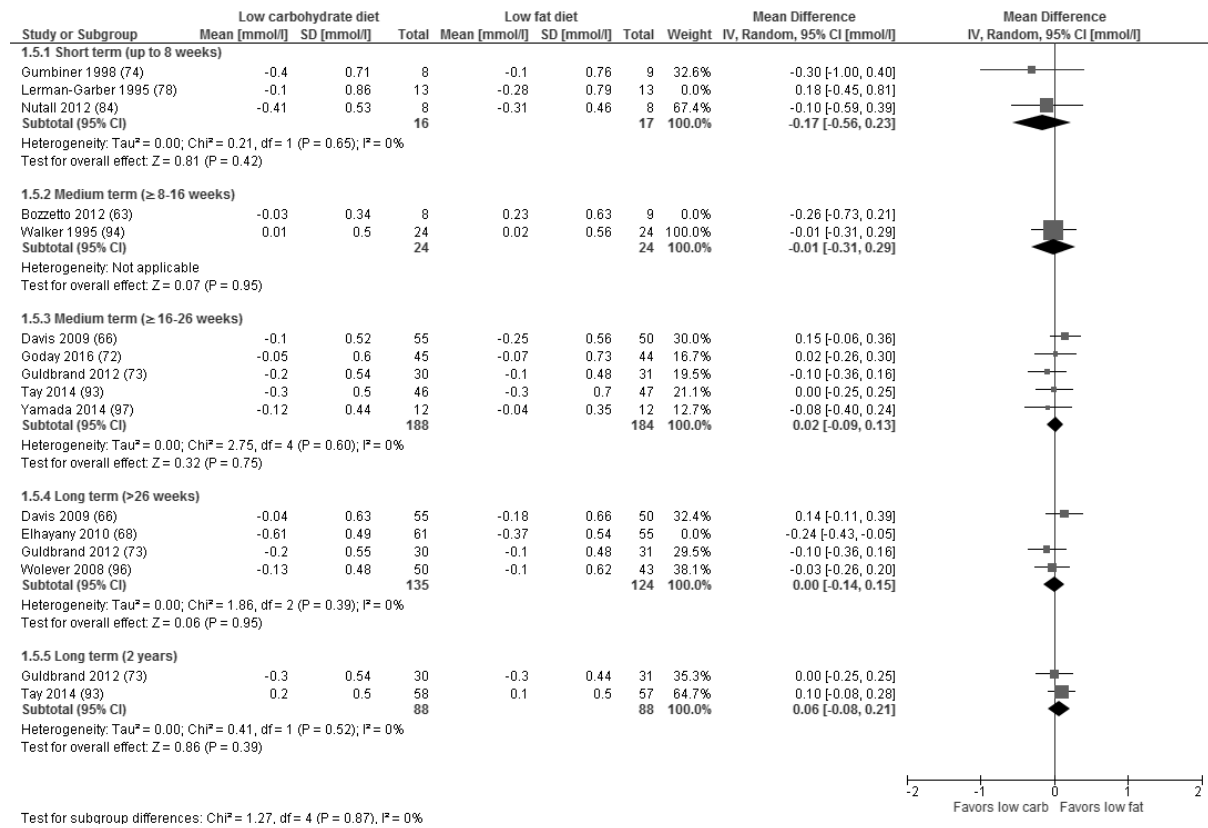 Low carbohydrate diet Low fat diet Mean Difference Mean Difference
Study or Subgroup Mean [mmol/l] SD [mmol/l] Total Mean [mmol/l] SD [mmol/l] Total Weight IV, Random, 95% CI [mmol/l] IV, Random, 95% CI [mmol/l]
1.5.1 Short term (up to 8 weeks)
Gumbiner 1998 (74) -0.4 0.71 8 -0.1 0.76 9 32.6% -0.30 [-1.00, 0.40]
Lerman-Garber 1995 (78) -0.1 0.86 13 -0.28 0.79 13 0.0% 0.18 [-0.45, 0.81]
Nutall 2012 (84) -0.41 0.53 8 -0.31 0.46 8 67.4% -0.10 [-0.59, 0.39]
Subtotal (95% CI) 16 17 100.0% -0.17 [-0.56, 0.23]
Heterogeneity: Tau² = 0.00; Chi² = 0.21, df = 1 (P = 0.65); I² = 0%
Test for overall effect: Z = 0.81 (P = 0.42)
1.5.2 Medium term (≥ 8-16 weeks)
Bozzetto 2012 (63) -0.03 0.34 8 0.23 0.63 9 0.0% -0.26 [-0.73, 0.21]
Walker 1995 (94) 0.01 0.5 24 0.02 0.56 24 100.0% -0.01 [-0.31, 0.29]
Subtotal (95% CI) 24 24 100.0% -0.01 [-0.31, 0.29]
Heterogeneity: Not applicable
Test for overall effect: Z = 0.07 (P = 0.95)
1.5.3 Medium term (≥ 16-26 weeks)
Davis 2009 (66) -0.1 0.52 55 -0.25 0.56 50 30.0% 0.15 [-0.06, 0.36]
Goday 2016 (72) -0.05 0.6 45 -0.07 0.73 44 16.7% 0.02 [-0.26, 0.30]
Guldbrand 2012 (73) -0.2 0.54 30 -0.1 0.48 31 19.5% -0.10 [-0.36, 0.16]
Tay 2014 (93) -0.3 0.5 46 -0.3 0.7 47 21.1% 0.00 [-0.25, 0.25]
Yamada 2014 (97) -0.12 0.44 12 -0.04 0.35 12 12.7% -0.08 [-0.40, 0.24]
Subtotal (95% CI) 188 184 100.0% 0.02 [-0.09, 0.13]
Heterogeneity: Tau² = 0.00; Chi² = 2.75, df = 4 (P = 0.60); I² = 0%
Test for overall effect: Z = 0.32 (P = 0.75)
1.5.4 Long term (>26 weeks)
Davis 2009 (66) -0.04 0.63 55 -0.18 0.66 50 32.4% 0.14 [-0.11, 0.39]
Elhayany 2010 (68) -0.61 0.49 61 -0.37 0.54 55 0.0% -0.24 [-0.43, -0.05]
Guldbrand 2012 (73) -0.2 0.55 30 -0.1 0.48 31 29.5% -0.10 [-0.36, 0.16]
Wolever 2008 (96) -0.13 0.48 50 -0.1 0.62 43 38.1% -0.03 [-0.26, 0.20]
Subtotal (95% CI) 135 124 100.0% 0.00 [-0.14, 0.15]
Heterogeneity: Tau² = 0.00; Chi² = 1.86, df = 2 (P = 0.39); I² = 0%
Test for overall effect: Z = 0.06 (P = 0.95)
1.5.5 Long term (2 years)
Guldbrand 2012 (73) -0.3 0.54 30 -0.3 0.44 31 35.3% 0.00 [-0.25, 0.25]
Tay 2014 (93) 0.2 0.5 58 0.1 0.5 57 64.7% 0.10 [-0.08, 0.28]
Subtotal (95% CI) 88 88 100.0% 0.06 [-0.08, 0.21]
Heterogeneity: Tau² = 0.00; Chi² = 0.41, df = 1 (P = 0.52); I² = 0%
Test for overall effect: Z = 0.86 (P = 0.39)
-2 -1 0 1 2
Favors low carb Favors low fat
Test for subgroup differences: Chi² = 1.27, df = 4 (P = 0.87), I² = 0%